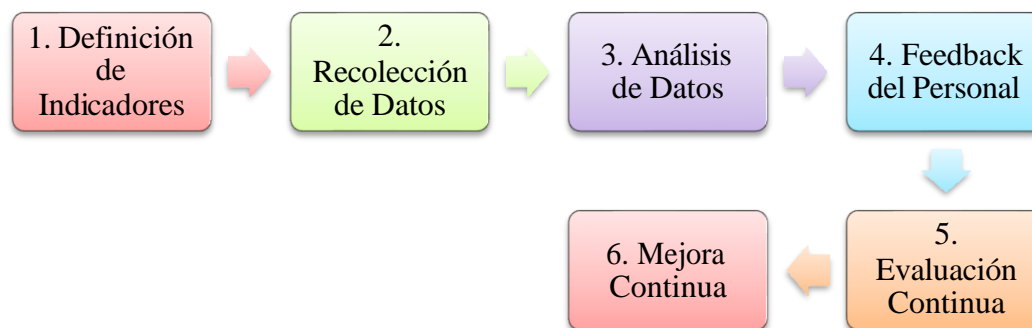 1. Definición
de
Indicadores
2.
Recolección
de Datos
3. Análisis
de Datos
4. Feedback
del Personal
5.
Evaluación
Continua
6. Mejora
Continua